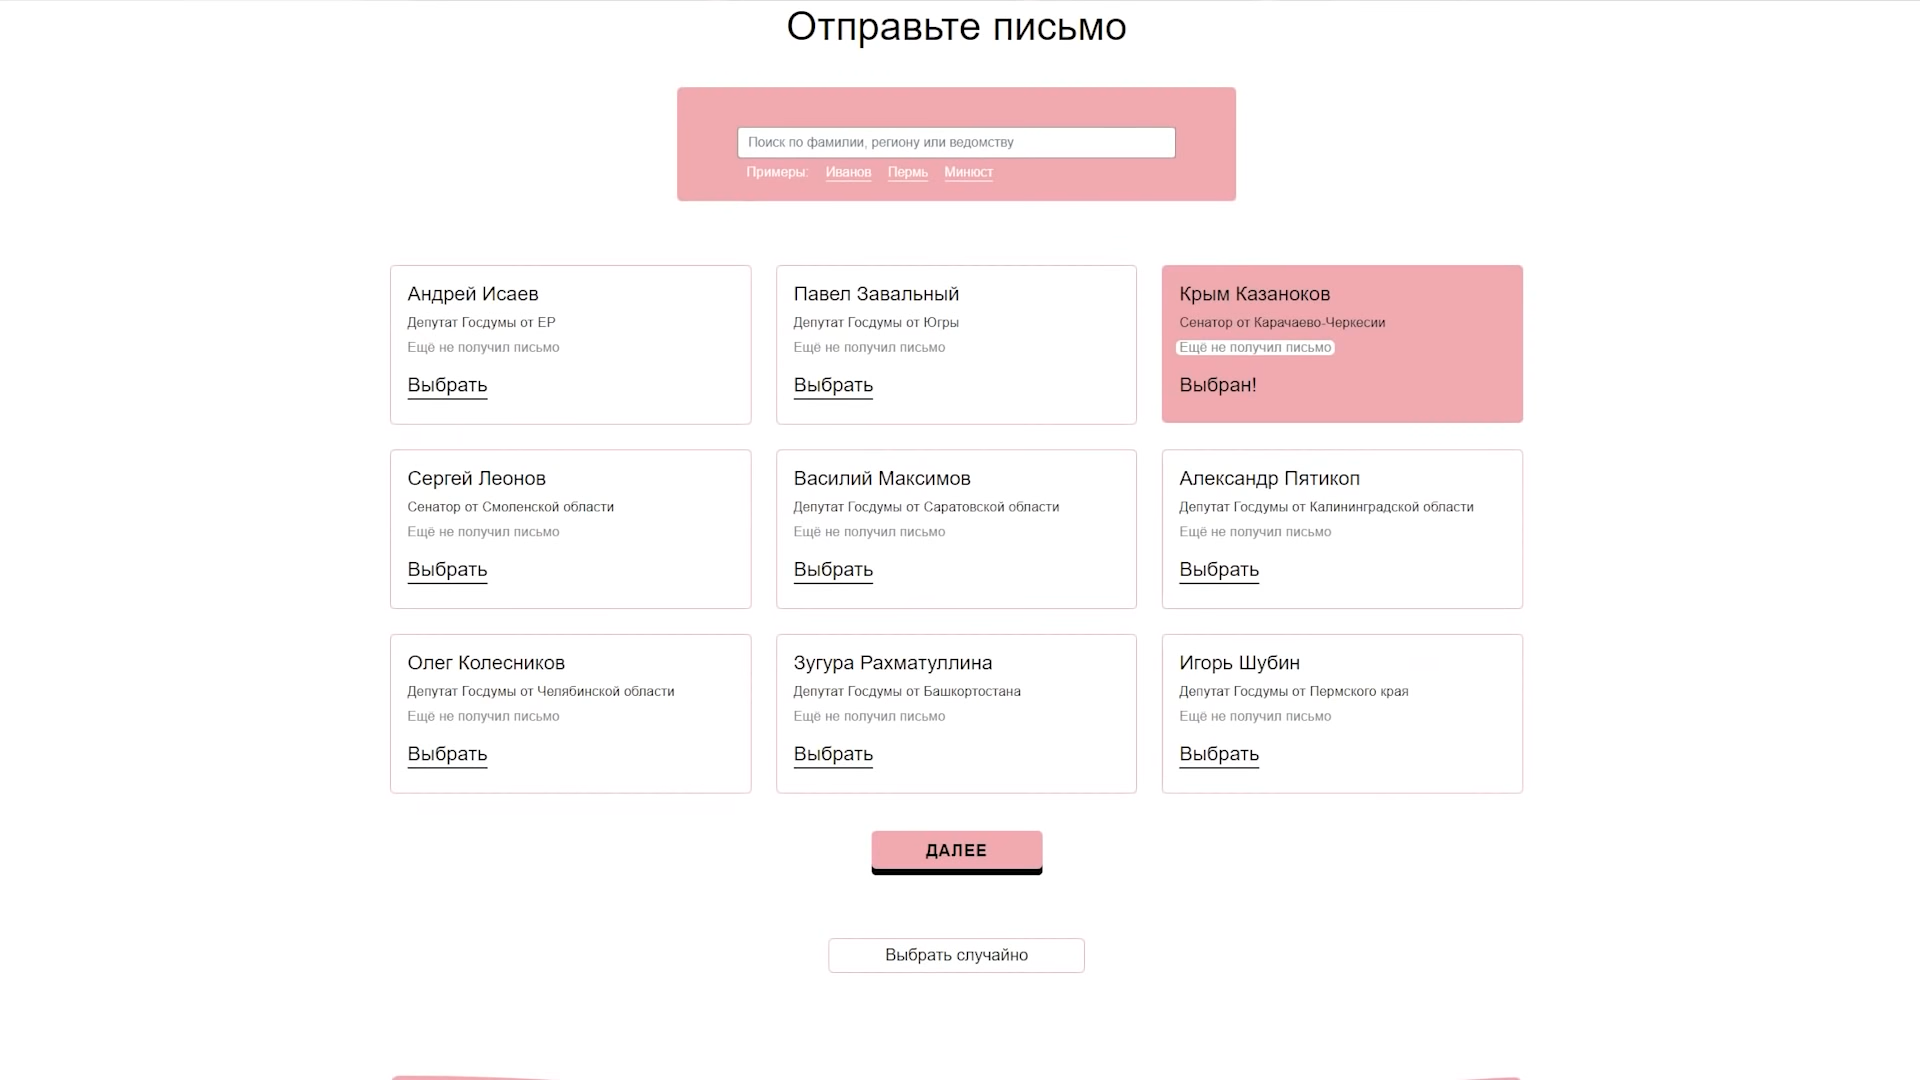 Отправьте письмо
Поиск по фамилии, региону или ведомству
Примеры: Иванов Пермь Минюст
Андрей Исаев
Депутат Госдумы от ЕР
Ещё не получил письмо
Выбрать
Павел Завальный
Депутат Госдумы от Югры
Ещё не получил письмо
Выбрать
Крым Казаноков
Сенатор от Карачаево-Черкесии
Ещё не получил письмо
Выбран!
Сергей Леонов
Сенатор от Смоленской области
Ещё не получил письмо
Выбрать
Василий Максимов
Депутат Госдумы от Саратовской области
Ещё не получил письмо
Выбрать
Александр Пятикоп
Депутат Госдумы от Калининградской области
Ещё не получил письмо
Выбрать
Олег Колесников
Депутат Госдумы от Челябинской области
Ещё не получил письмо
Выбрать
Зугура Рахматуллина
Депутат Госдумы от Башкортостана
Ещё не получил письмо
Выбрать
Игорь Шубин
Депутат Госдумы от Пермского края
Ещё не получил письмо
Выбрать
ДАЛЕЕ
Выбрать случайно